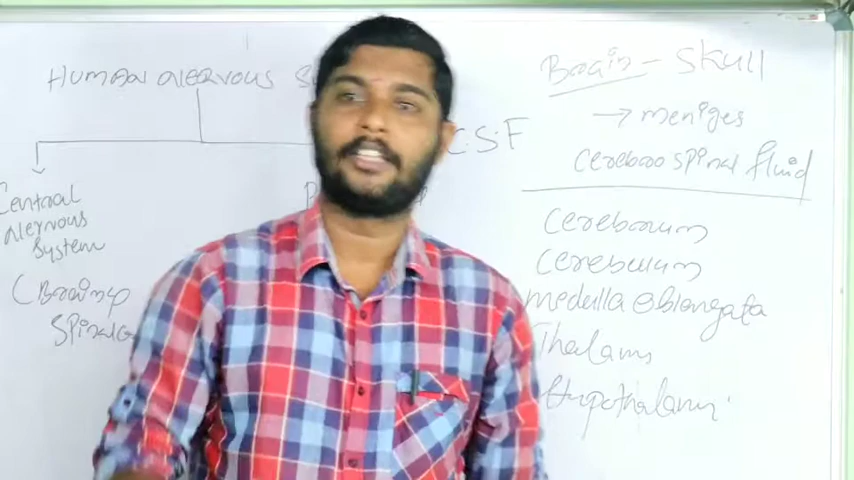 Human nervous S
Central
nervous
System
(Brain &
Spinal
C.S.F
Brain - Skull
→ meniges
Cerebro spinal fluid
Cerebrum
Cerebellum
medulla oblongata
Thalamus
Hypothalamus